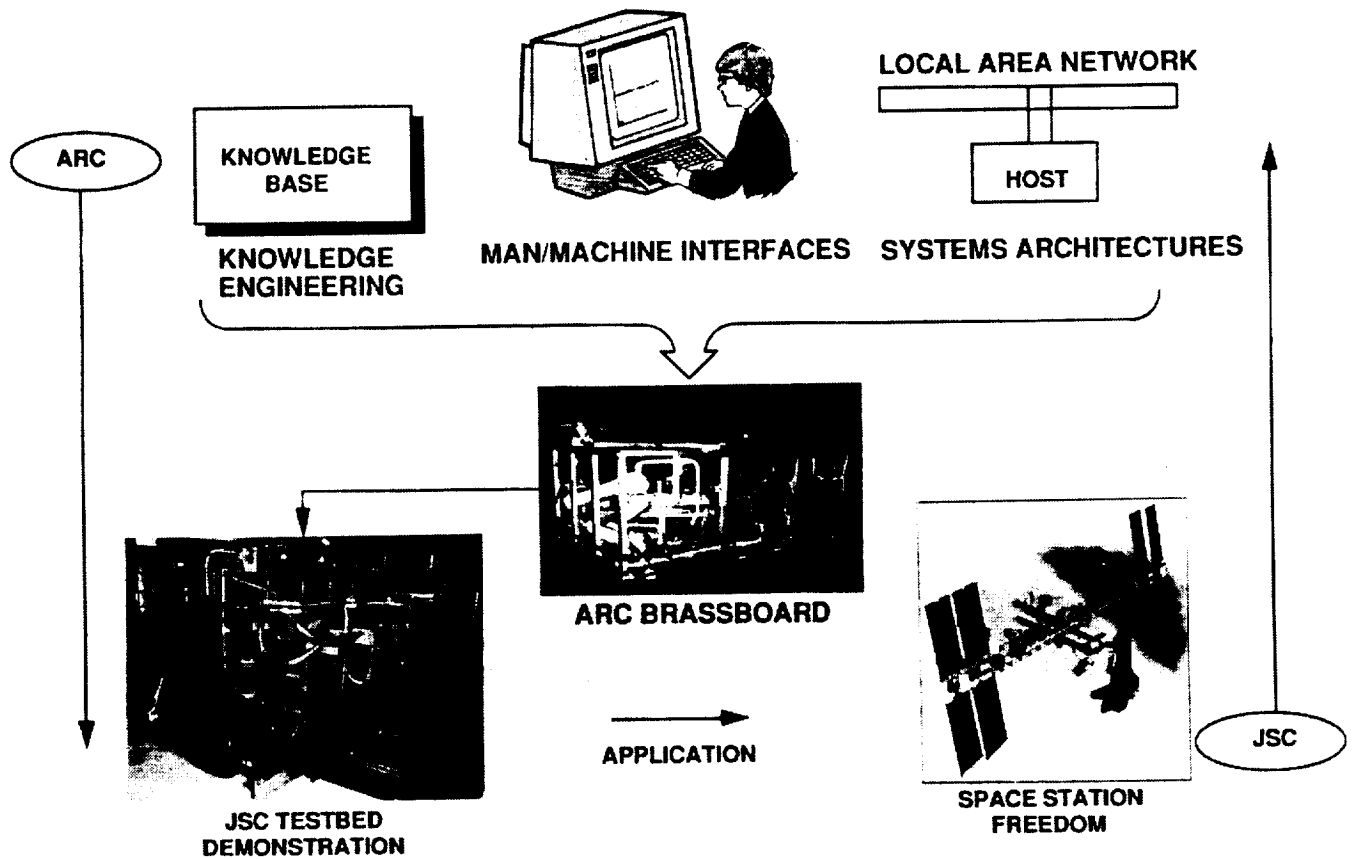 LOCAL AREA NETWORK
ARC
KNOWLEDGE
BASE
HOST
KNOWLEDGE
ENGINEERING
MAN/MACHINE INTERFACES
SYSTEMS ARCHITECTURES
ARC BRASSBOARD
APPLICATION
JSC
JSC TESTBED
DEMONSTRATION
SPACE STATION
FREEDOM